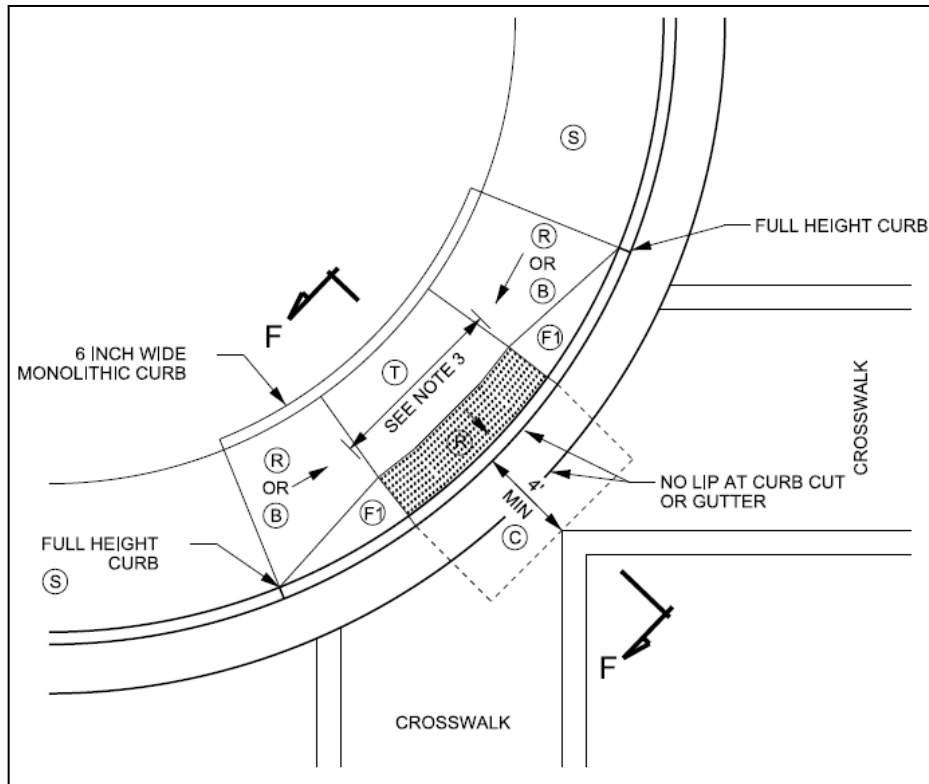 S
R
OR
B
FULL HEIGHT CURB
F1
F
6 INCH WIDE
MONOLITHIC CURB
T
SEE NOTE 3
R
CROSSWALK
R
OR
B
F1
NO LIP AT CURB CUT
OR GUTTER
4'
MIN
C
FULL HEIGHT
CURB
S
F
CROSSWALK